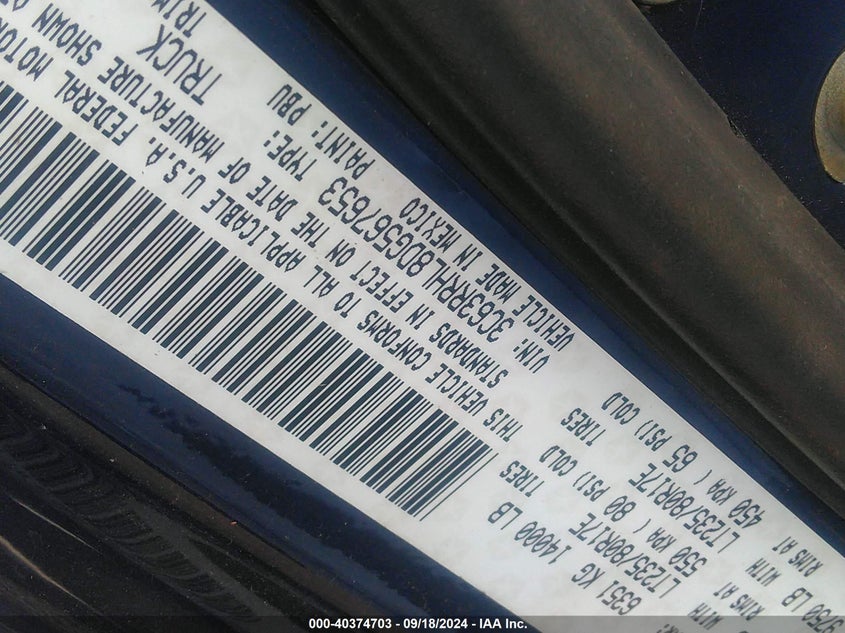 6351 KG 14000 LB
WITH LT235/80R17E TIRES
RIMS AT 550 KPA ( 80 PSI) COLD
9750 LB WITH LT235/80R17E TIRES
RIMS AT 450 KPA ( 65 PSI) COLD
THIS VEHICLE CONFORMS TO ALL APPLICABLE U.S.A. FEDERAL MOTOR
STANDARDS IN EFFECT ON THE DATE OF MANUFACTURE SHOWN
VIN: 3C63RRHL8DG567653 TYPE: TRUCK
VEHICLE MADE IN MEXICO PAINT: PBU TRIM
000-40374703 - 09/18/2024 - IAA Inc.